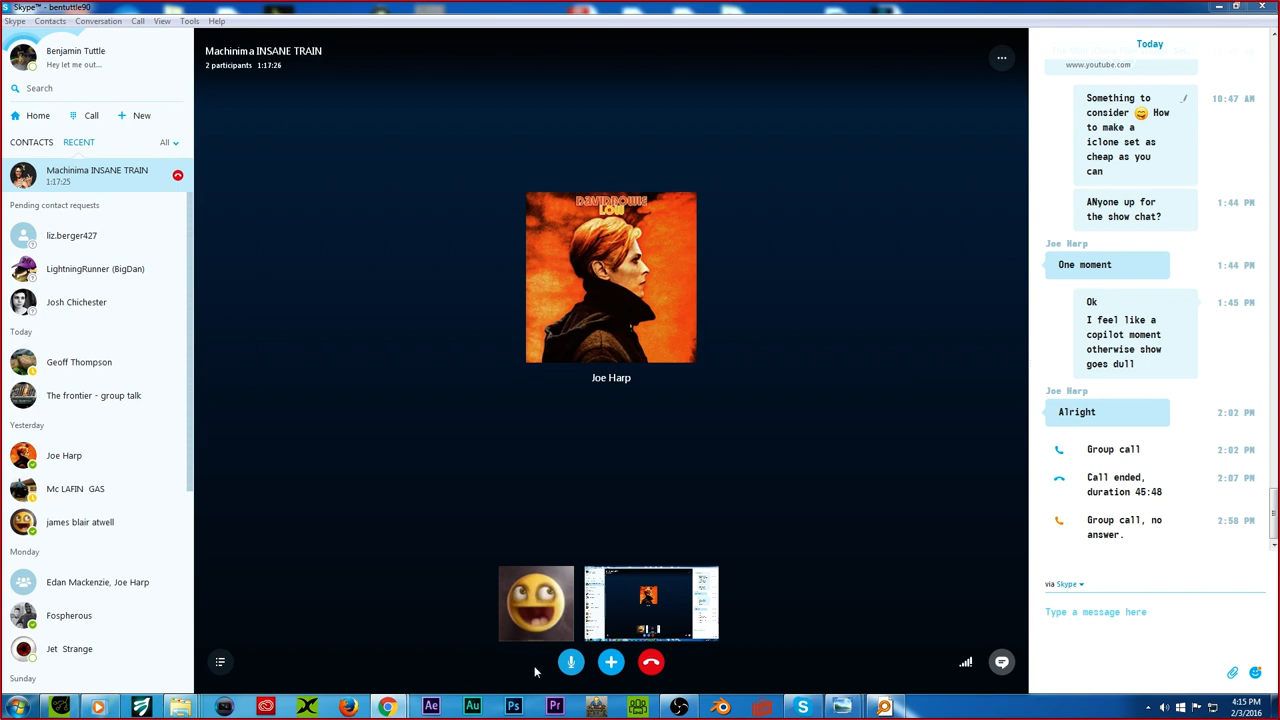 Skype™ - bentuttle90
Skype Contacts Conversation Call View Tools Help
Benjamin Tuttle
Hey let me out...
Search
Home Call New
CONTACTS RECENT All
Machinima INSANE TRAIN
1:17:25
Pending contact requests
liz.berger427
LightningRunner (BigDan)
Josh Chichester
Today
Geoff Thompson
The frontier - group talk
Yesterday
Joe Harp
Mc LAFIN GAS
james blair atwell
Monday
Edan Mackenzie, Joe Harp
Fospherous
Jet Strange
Sunday
Machinima INSANE TRAIN
2 participants 1:17:26
DAVID BOWIE
LOW
Joe Harp
Today
www.youtube.com
Something to 10:47 AM
consider How
to make a
iclone set as
cheap as you
can
ANyone up for 1:44 PM
the show chat?
Joe Harp
One moment 1:44 PM
Ok 1:45 PM
I feel like a
copilot moment
otherwise show
goes dull
Joe Harp
Alright 2:02 PM
Group call 2:02 PM
Call ended, 2:07 PM
duration 45:48
Group call, no 2:58 PM
answer.
via Skype
Type a message here
Ae Au Ps Pr
4:15 PM
2/3/2016